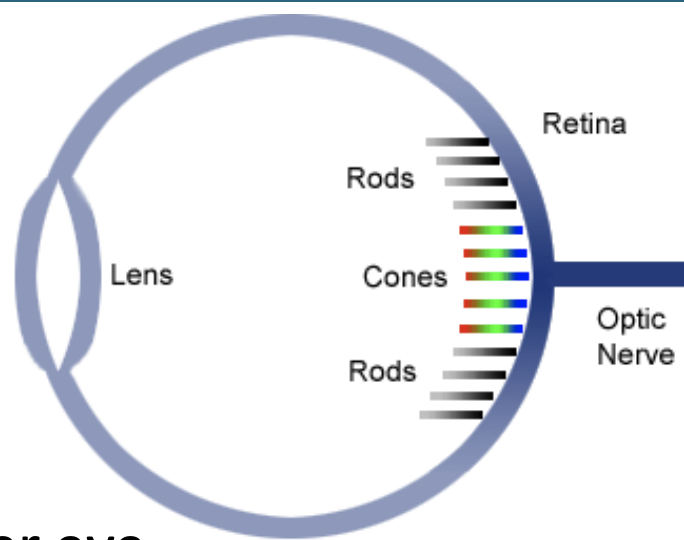 Retina
Rods
Lens
Cones
Optic
Nerve
Rods